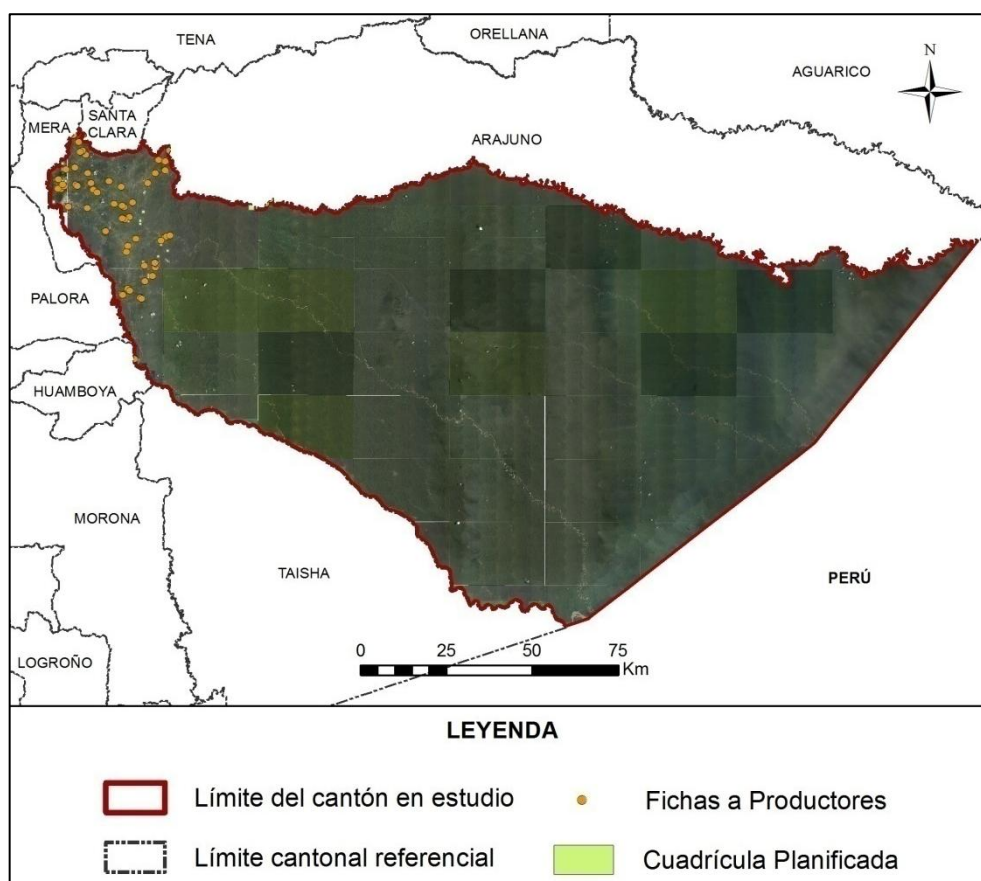 TENA
ORELLANA
N
AGUARICO
MERA
SANTA
CLARA
ARAJUNO
PALORA
HUAMBOYA
MORONA
TAISHA
PERÚ
LOGROÑO
0 25 50 75
Km
LEYENDA
Límite del cantón en estudio
Fichas a Productores
Límite cantonal referencial
Cuadrícula Planificada